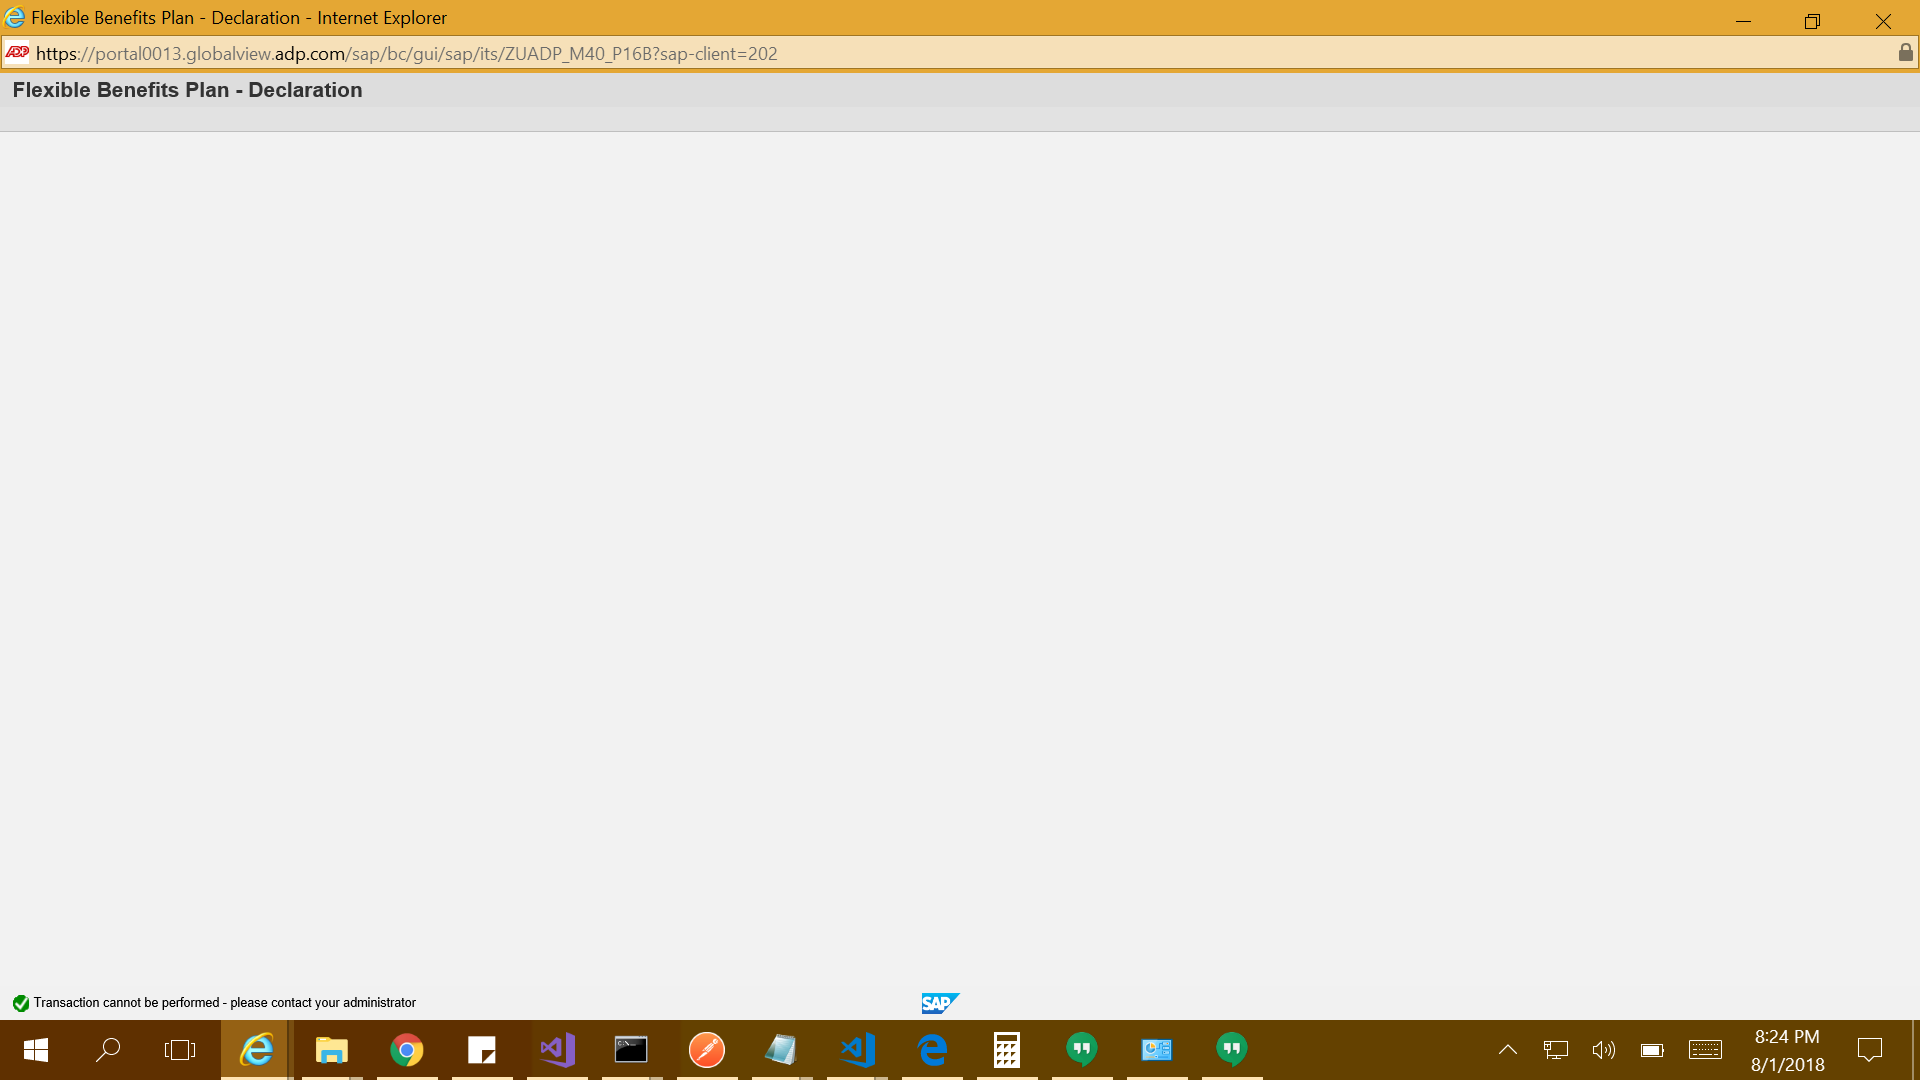 Flexible Benefits Plan - Declaration - Internet Explorer
ADP https://portal0013.globalview.adp.com/sap/bc/gui/sap/its/ZUADP_M40_P16B?sap-client=202
Flexible Benefits Plan - Declaration
Transaction cannot be performed - please contact your administrator
SAP
8:24 PM
8/1/2018